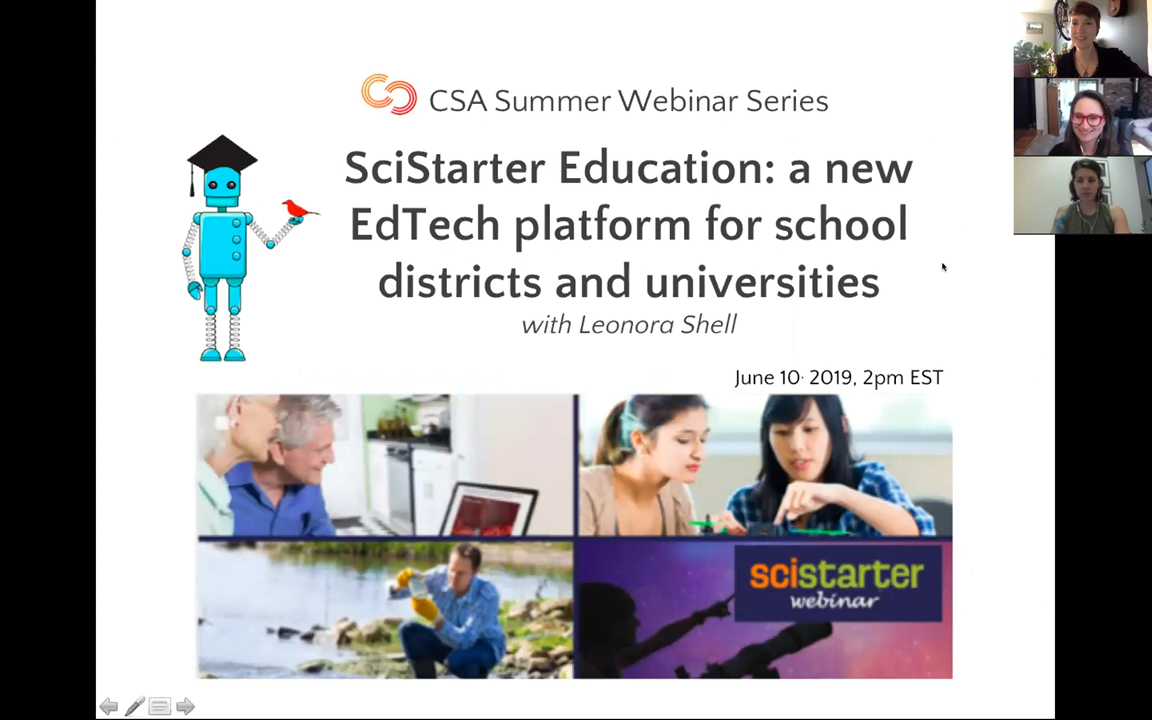 CSA Summer Webinar Series
SciStarter Education: a new
EdTech platform for school
districts and universities
with Leonora Shell
June 10, 2019, 2pm EST
scistarter
webinar